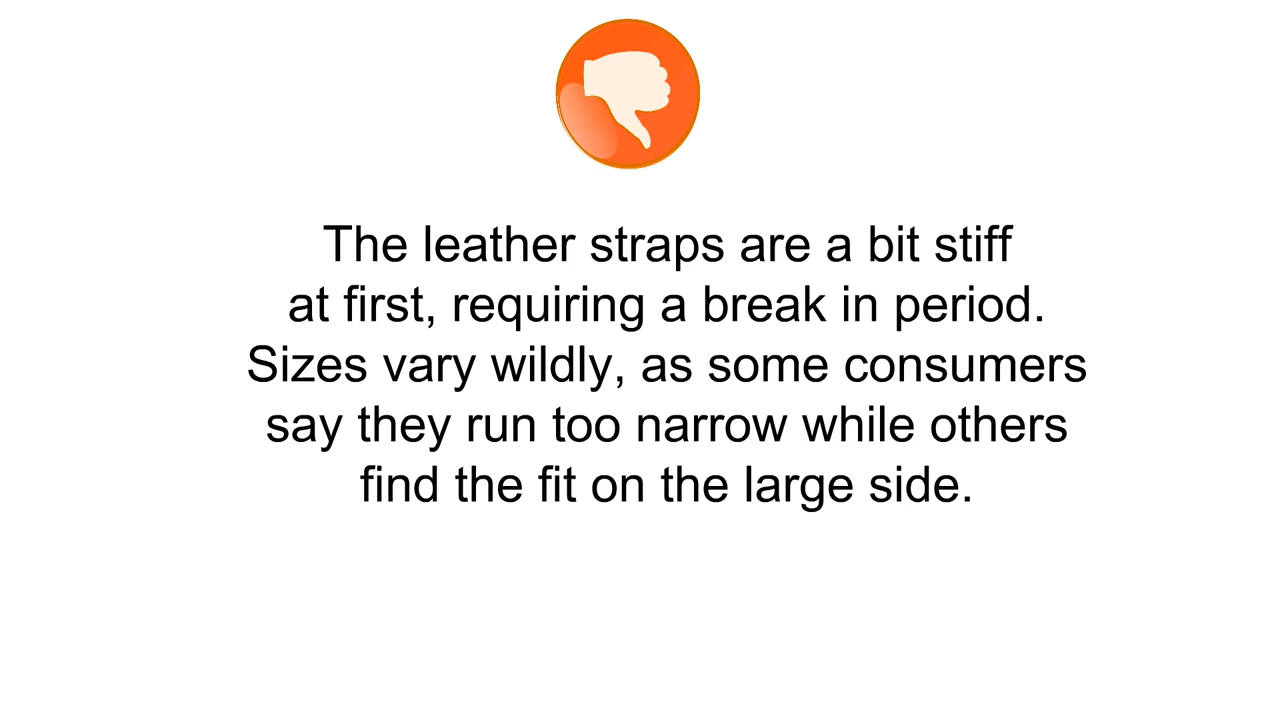 The leather straps are a bit stiff
at first, requiring a break in period.
Sizes vary wildly, as some consumers
say they run too narrow while others
find the fit on the large side.